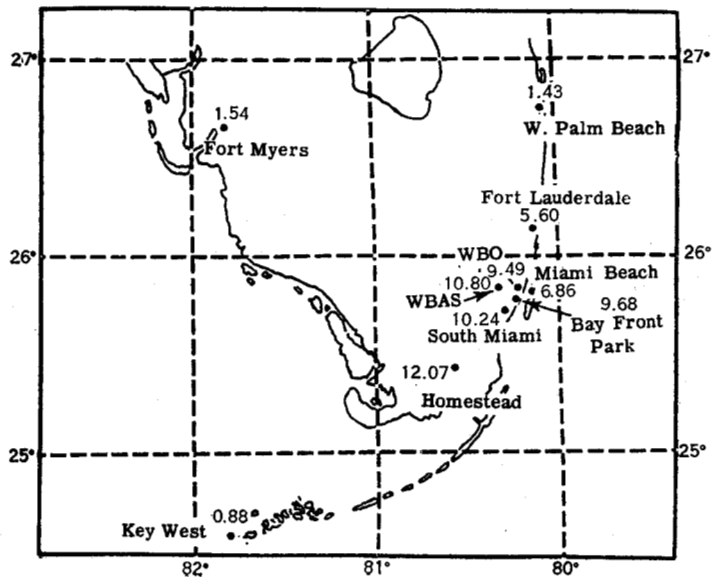 27°
27°
1.43
1.54
W. Palm Beach
Fort Myers
Fort Lauderdale
5.60
26°
26°
WBO
9.49
Miami Beach
10.80
6.86
WBAS
9.68
10.24
Bay Front
South Miami
Park
12.07
Homestead
25°
25°
0.88
Key West
82°
81°
80°